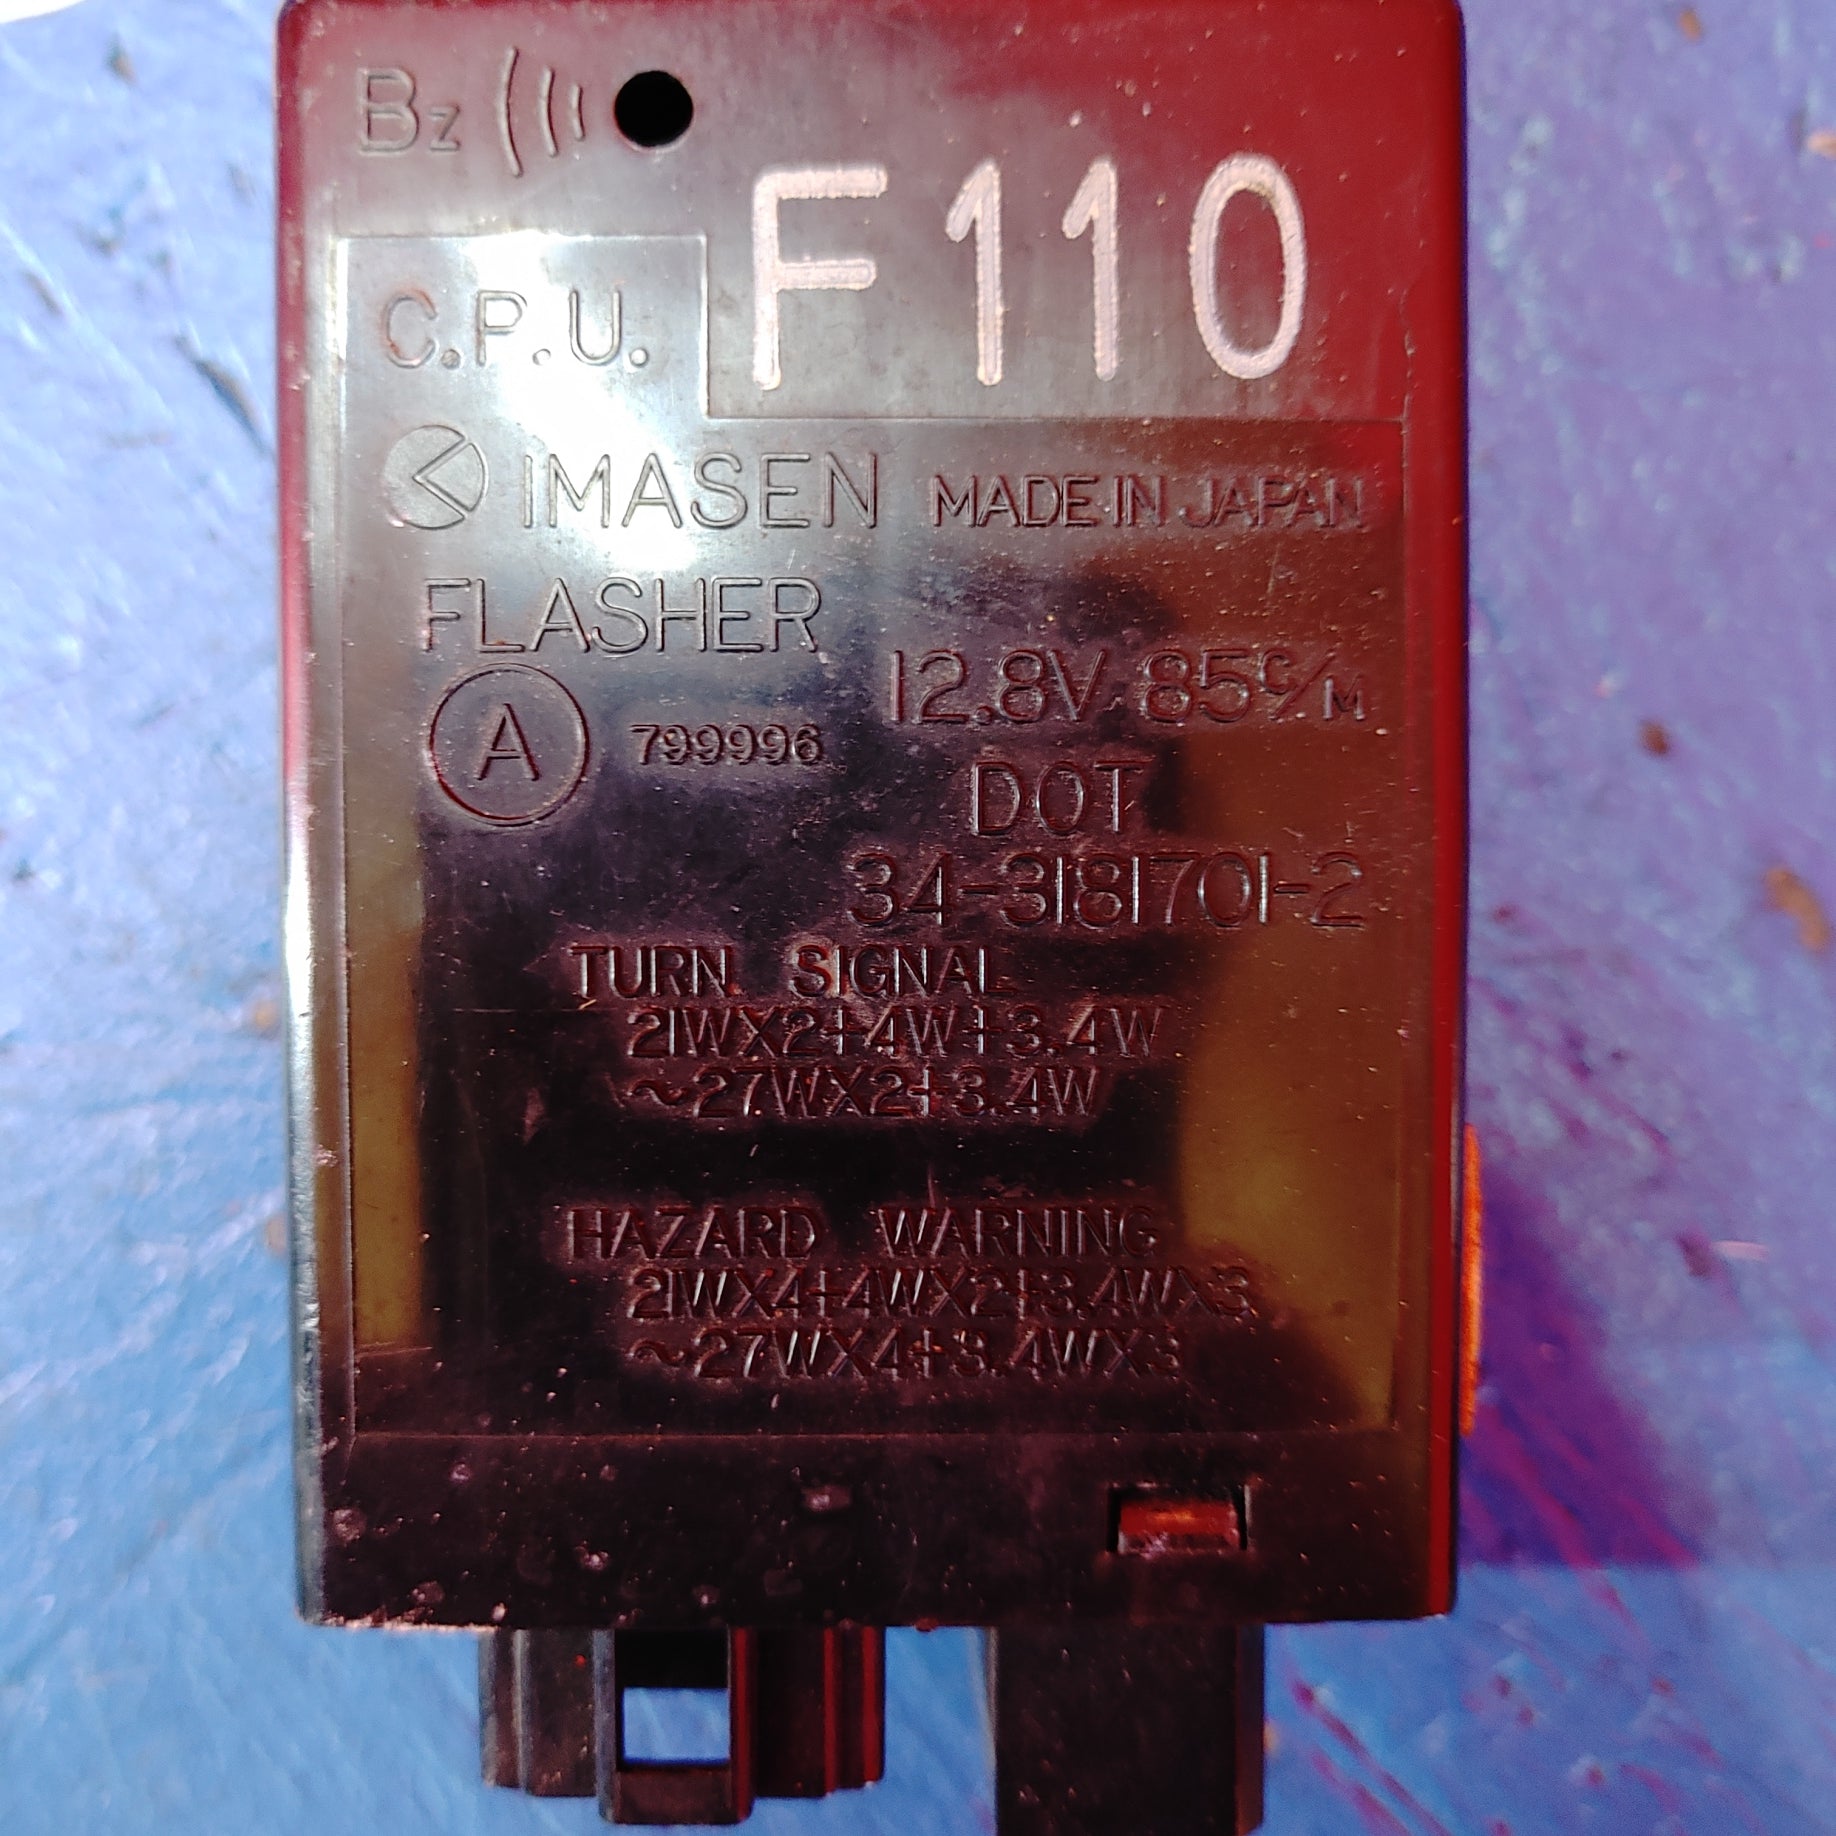 Bz
F110
C.P.U.
IMASEN MADE IN JAPAN
FLASHER
12.8V 85C/M
A 799996
DOT
34-3181701-2
TURN SIGNAL
21WX2+4W+3.4W
~27WX2+3.4W
HAZARD WARNING
21WX4+4WX2+3.4WX3
~27WX4+3.4WX3